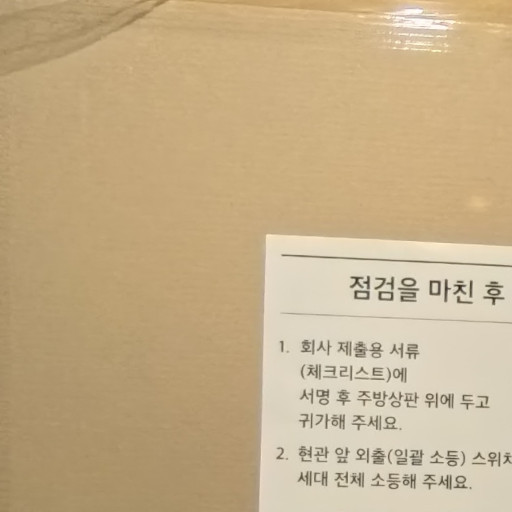 점검을 마친 후
1. 회사 제출용 서류
(체크리스트)에
서명 후 주방상판 위에 두고
귀가해 주세요.
2. 현관 앞 외출(일괄 소등) 스위치
세대 전체 소등해 주세요.